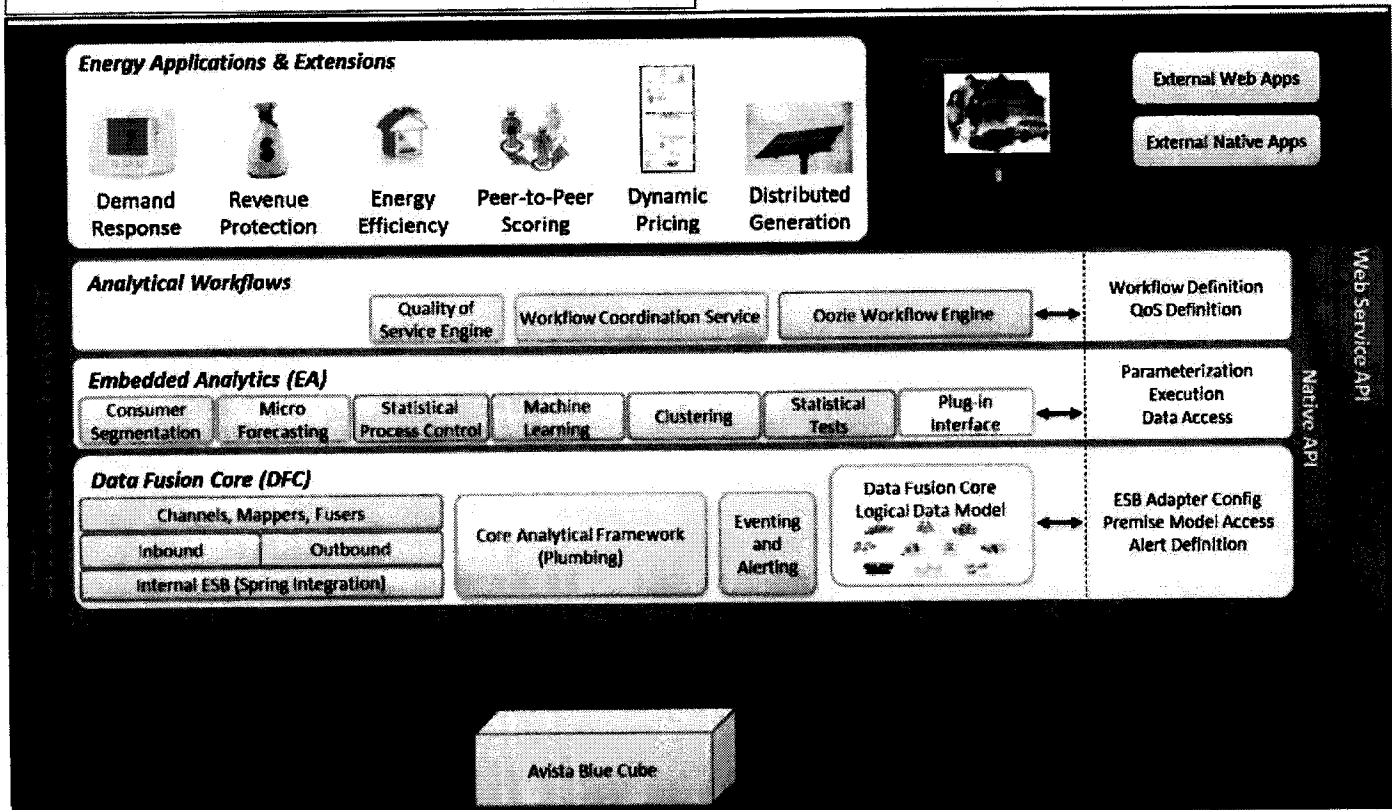 Energy Applications & Extensions
Demand
Response
Revenue
Protection
Energy
Efficiency
Peer-to-Peer
Scoring
Dynamic
Pricing
Distributed
Generation
External Web Apps
External Native Apps
Analytical Workflows
Quality of
Service Engine
Workflow Coordination Service
Oozie Workflow Engine
Workflow Definition
QoS Definition
Embedded Analytics (EA)
Consumer
Segmentation
Micro
Forecasting
Statistical
Process Control
Machine
Learning
Clustering
Statistical
Tests
Plug-in
Interface
Parameterization
Execution
Data Access
Data Fusion Core (DFC)
Channels, Mappers, Fusers
Inbound
Outbound
Internal ESB (Spring Integration)
Core Analytical Framework
(Plumbing)
Eventing
and
Alerting
Data Fusion Core
Logical Data Model
ESB Adapter Config
Premise Model Access
Alert Definition
Native API
Web Service API
Avista Blue Cube